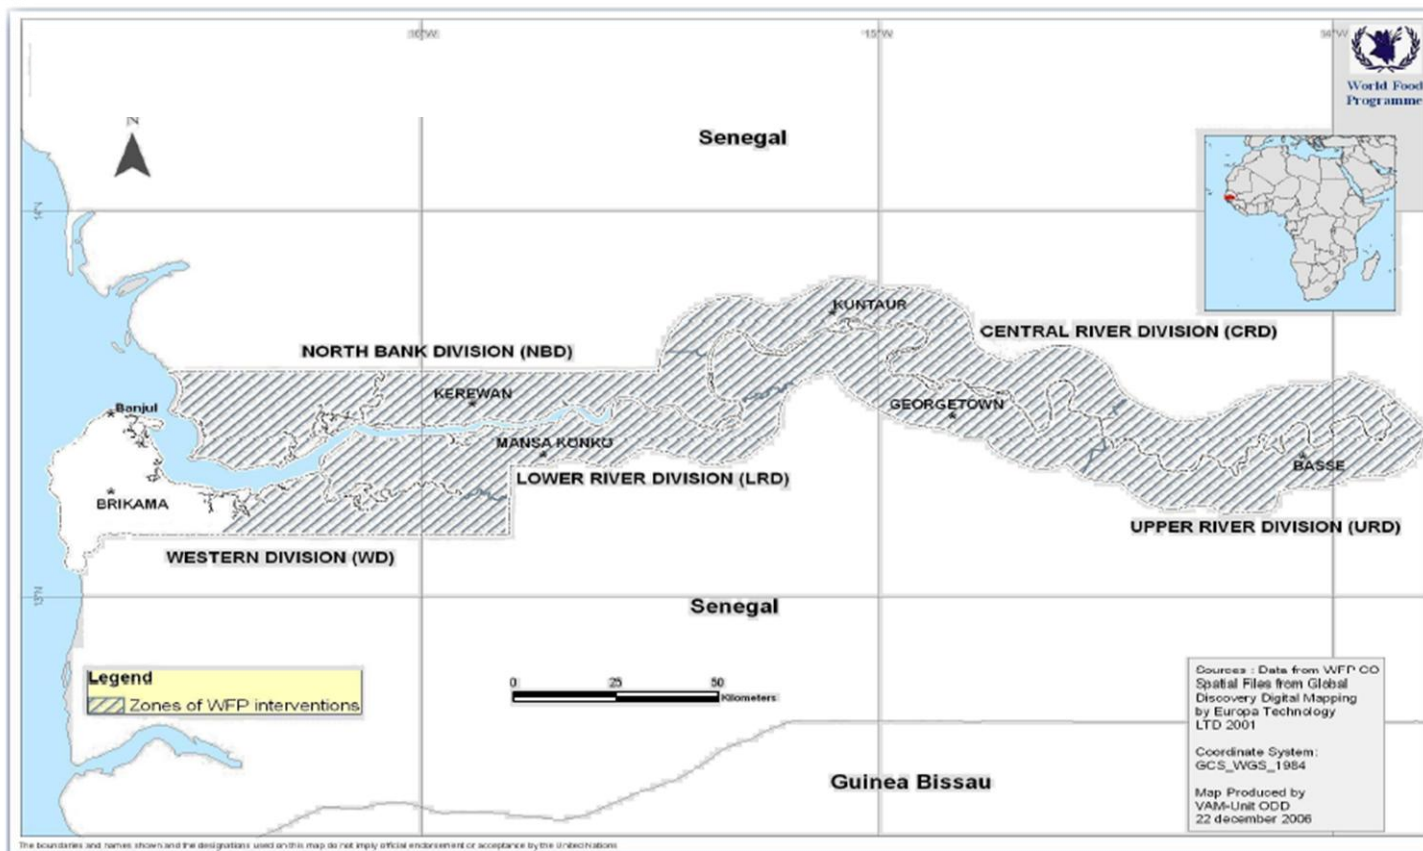 16°W
15°W
14°W
World Food
Programme
N
Senegal
14°N
KUNTAUR
CENTRAL RIVER DIVISION (CRD)
NORTH BANK DIVISION (NBD)
KEREWAN
Banjul
GEORGETOWN
MANSA KONKO
BASSE
LOWER RIVER DIVISION (LRD)
BRIKAMA
UPPER RIVER DIVISION (URD)
WESTERN DIVISION (WD)
13°N
Senegal
Legend
Zones of WFP interventions
0 25 50
Kilometers
Sources : Data from WFP CO
Spatial Files from Global
Discovery Digital Mapping
by Europa Technology
LTD 2001
Coordinate System:
GCS_WGS_1984
Map Produced by
VAM-Unit ODD
22 december 2006
Guinea Bissau
The boundaries and names shown and the designations used on this map do not imply official endorsement or acceptance by the United Nations